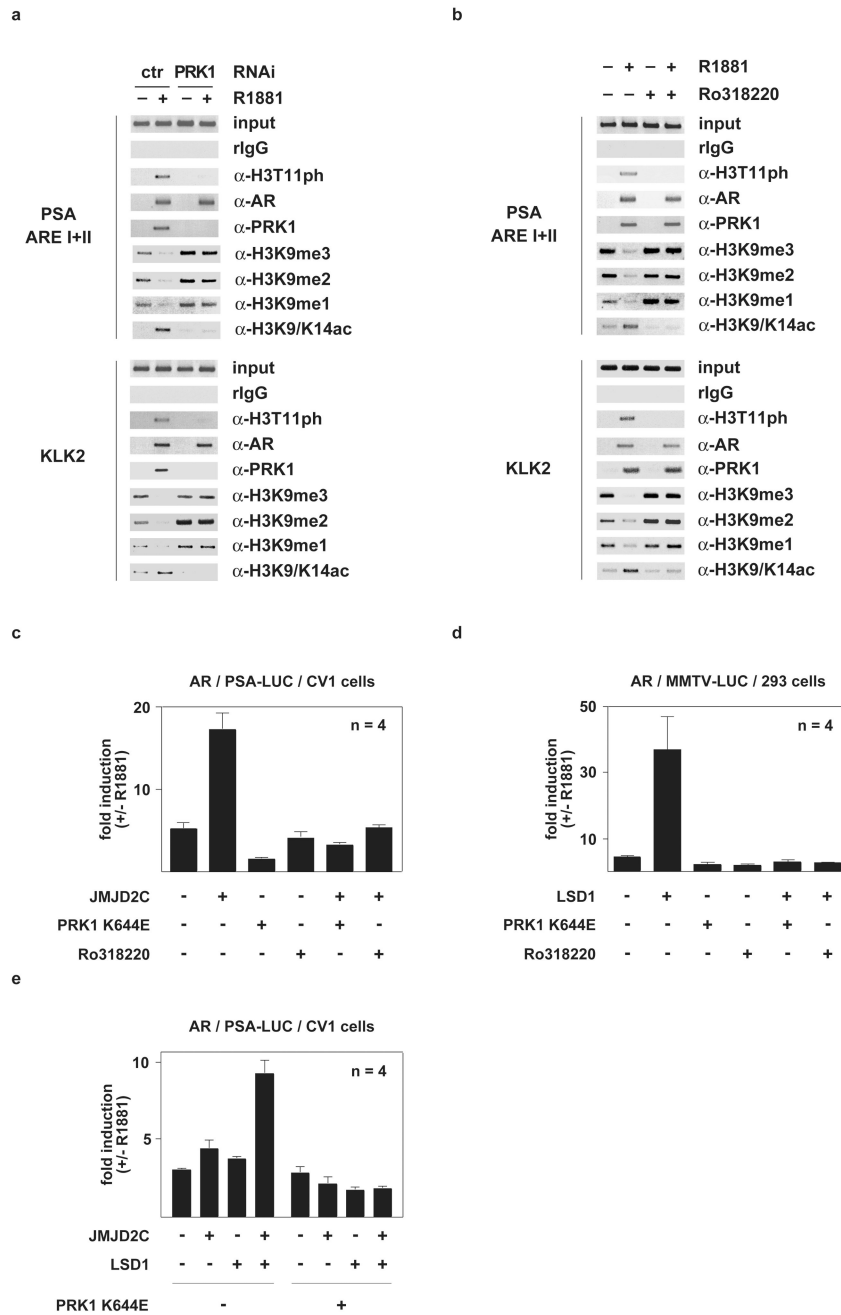 a
ctr PRK1 RNAi
– + – + R1881
PSA
ARE I+II
input
rIgG
α-H3T11ph
α-AR
α-PRK1
α-H3K9me3
α-H3K9me2
α-H3K9me1
α-H3K9/K14ac
KLK2
input
rIgG
α-H3T11ph
α-AR
α-PRK1
α-H3K9me3
α-H3K9me2
α-H3K9me1
α-H3K9/K14ac
b
– + – + R1881
– – + + Ro318220
PSA
ARE I+II
input
rIgG
α-H3T11ph
α-AR
α-PRK1
α-H3K9me3
α-H3K9me2
α-H3K9me1
α-H3K9/K14ac
KLK2
input
rIgG
α-H3T11ph
α-AR
α-PRK1
α-H3K9me3
α-H3K9me2
α-H3K9me1
α-H3K9/K14ac
c
AR / PSA-LUC / CV1 cells
20
10
fold induction
(+/- R1881)
n = 4
JMJD2C - + - - + +
PRK1 K644E - - + - + -
Ro318220 - - - + - +
d
AR / MMTV-LUC / 293 cells
50
30
10
fold induction
(+/- R1881)
n = 4
LSD1 - + - - + +
PRK1 K644E - - + - + -
Ro318220 - - - + - +
e
AR / PSA-LUC / CV1 cells
10
5
fold induction
(+/- R1881)
n = 4
JMJD2C - + - + - + - +
LSD1 - - + + - - + +
PRK1 K644E - +